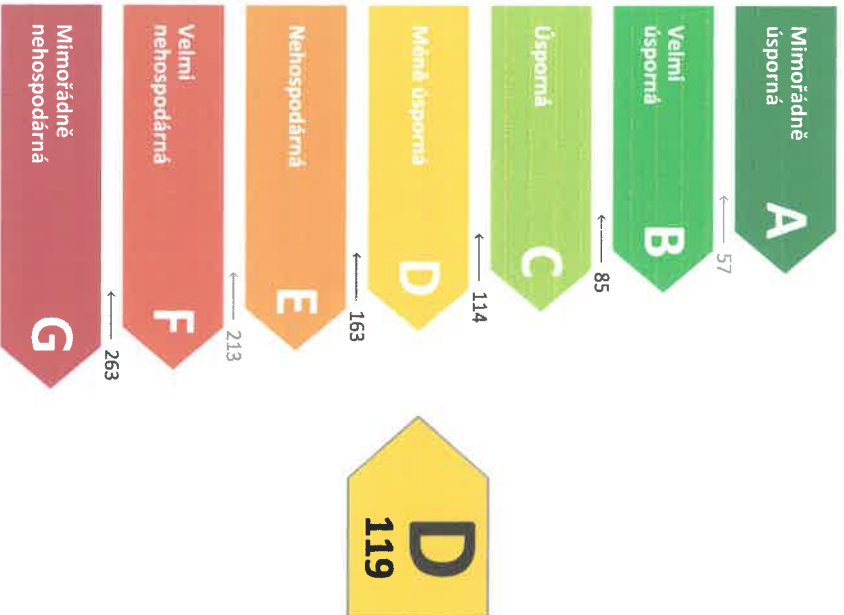 Mimořádně
úsporná
A
57
Velmi
úsporná
B
85
Úsporná
C
114
Méně úsporná
D
163
Nehospodárná
E
213
Velmi
nehospodárná
F
263
Mimořádně
nehospodárná
G
D
119